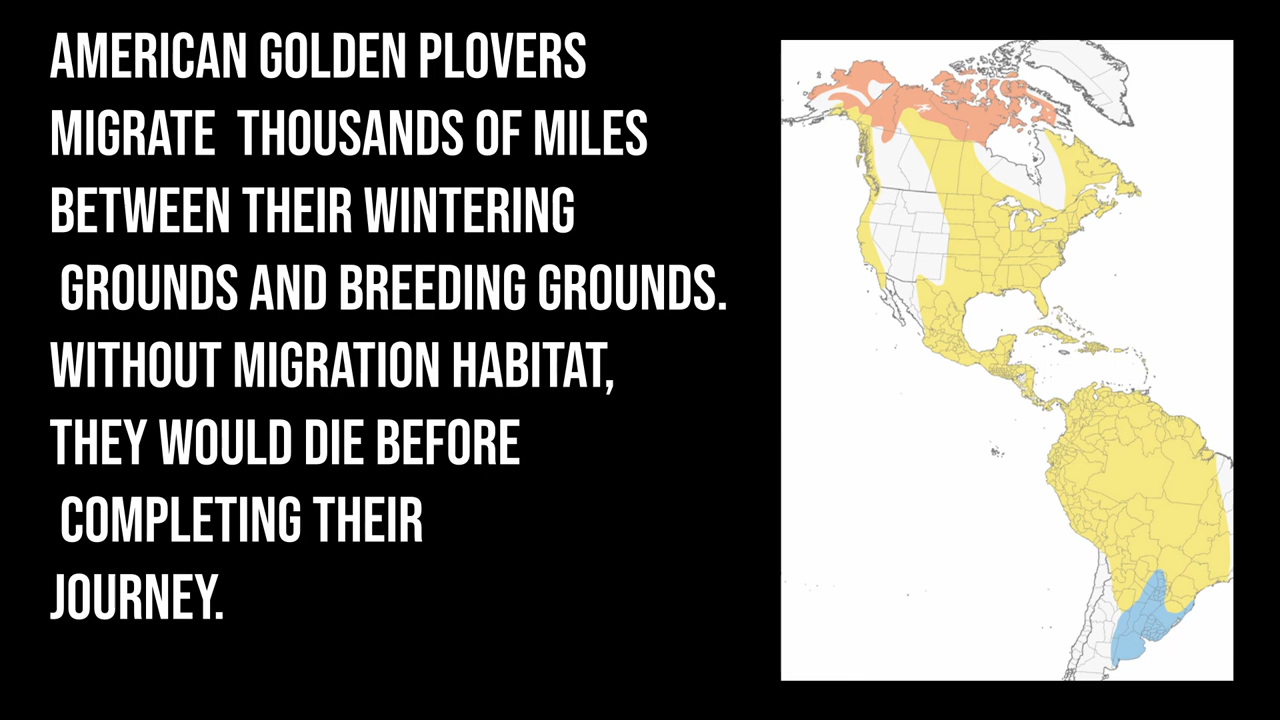 AMERICAN GOLDEN PLOVERS
MIGRATE THOUSANDS OF MILES
BETWEEN THEIR WINTERING
GROUNDS AND BREEDING GROUNDS.
WITHOUT MIGRATION HABITAT,
THEY WOULD DIE BEFORE
COMPLETING THEIR
JOURNEY.